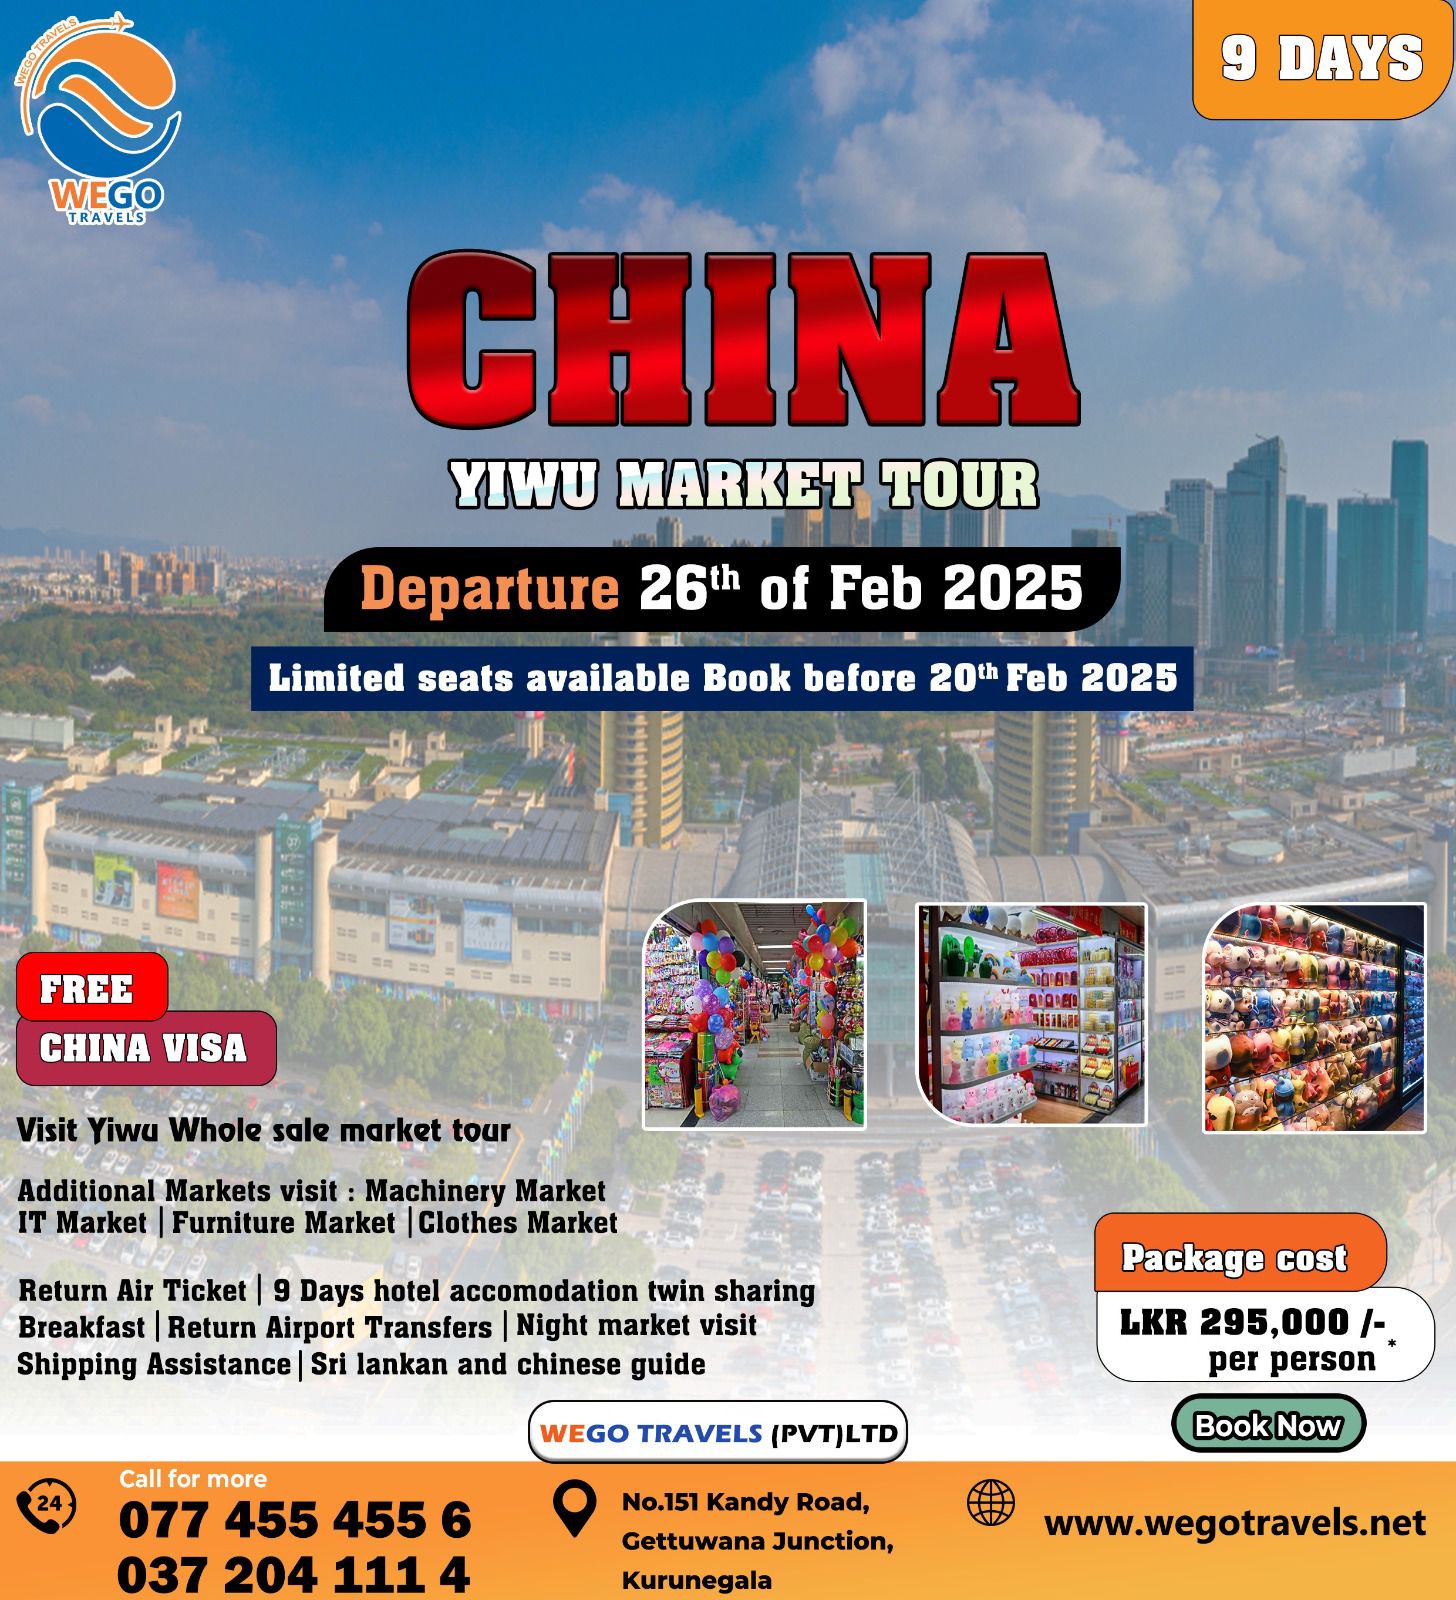 WEGO TRAVELS
WEGO
TRAVELS
9 DAYS
CHINA
YIWU MARKET TOUR
Departure 26th of Feb 2025
Limited seats available Book before 20th Feb 2025
FREE
CHINA VISA
Visit Yiwu Whole sale market tour
Additional Markets visit : Machinery Market
IT Market | Furniture Market | Clothes Market
Return Air Ticket | 9 Days hotel accomodation twin sharing
Breakfast | Return Airport Transfers | Night market visit
Shipping Assistance | Sri lankan and chinese guide
Package cost
LKR 295,000 /-
per person *
Book Now
WEGO TRAVELS (PVT)LTD
24
Call for more
077 455 455 6
037 204 111 4
No.151 Kandy Road,
Gettuwana Junction,
Kurunegala
www.wegotravels.net